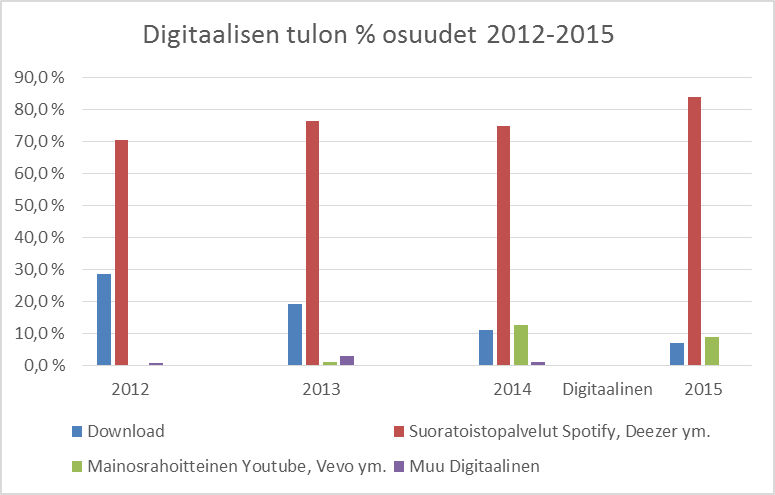 Digitaalisen tulon % osuudet 2012-2015
90,0 %
80,0 %
70,0 %
60,0 %
50,0 %
40,0 %
30,0 %
20,0 %
10,0 %
0,0 %
2012 2013 2014 Digitaalinen 2015
Download Suoratoistopalvelut Spotify, Deezer ym.
Mainosrahoitteinen Youtube, Vevo ym. Muu Digitaalinen